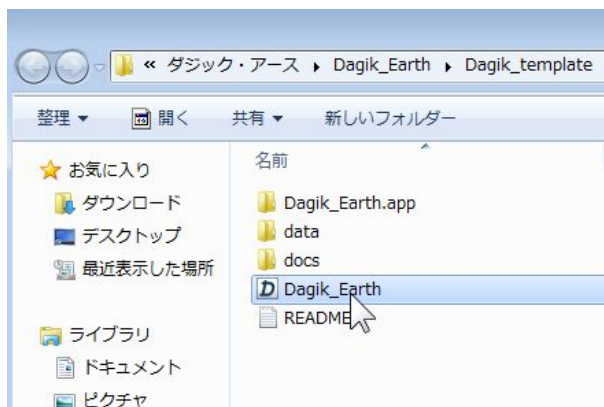 « ダジック・アース ▸ Dagik_Earth ▸ Dagik_template
整理 ▼ 開く 共有 ▼ 新しいフォルダー
お気に入り
ダウンロード
デスクトップ
最近表示した場所
ライブラリ
ドキュメント
ピクチャ
名前
Dagik_Earth.app
data
docs
Dagik_Earth
README